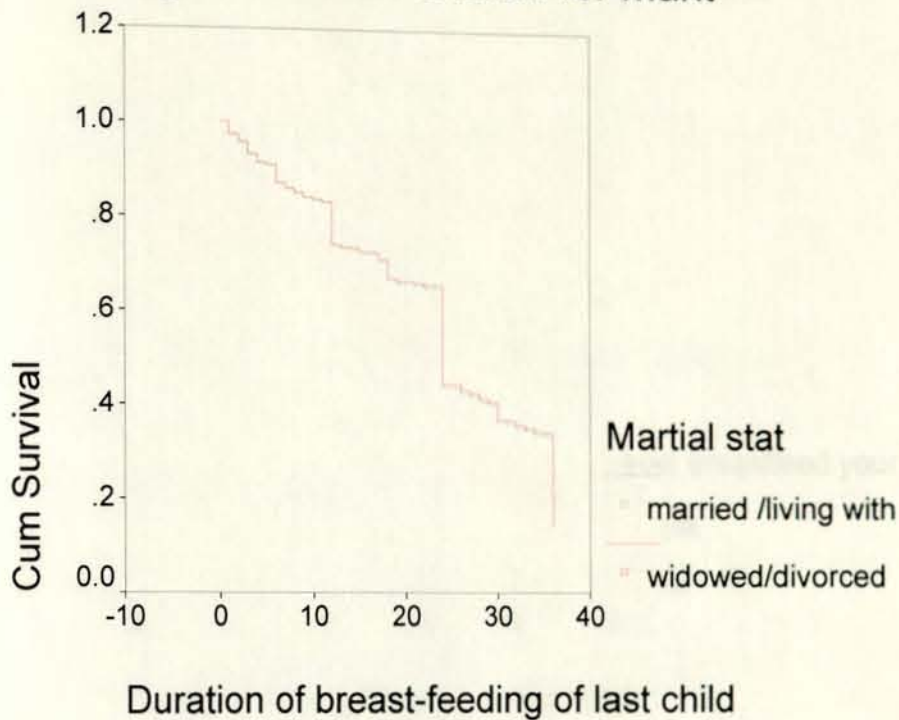 1.2
1.0
.8
.6
.4
.2
0.0
Cum Survival
-10 0 10 20 30 40
Duration of breast-feeding of last child
Martial stat
married /living with
widowed/divorced